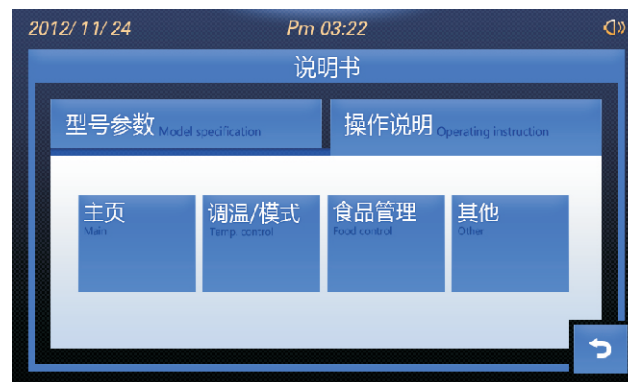 2012/11/24 Pm 03:22
说明书
型号参数 Model specification 操作说明 Operating instruction
主页 调温/模式 食品管理 其他
Main Temp. control Food control Other